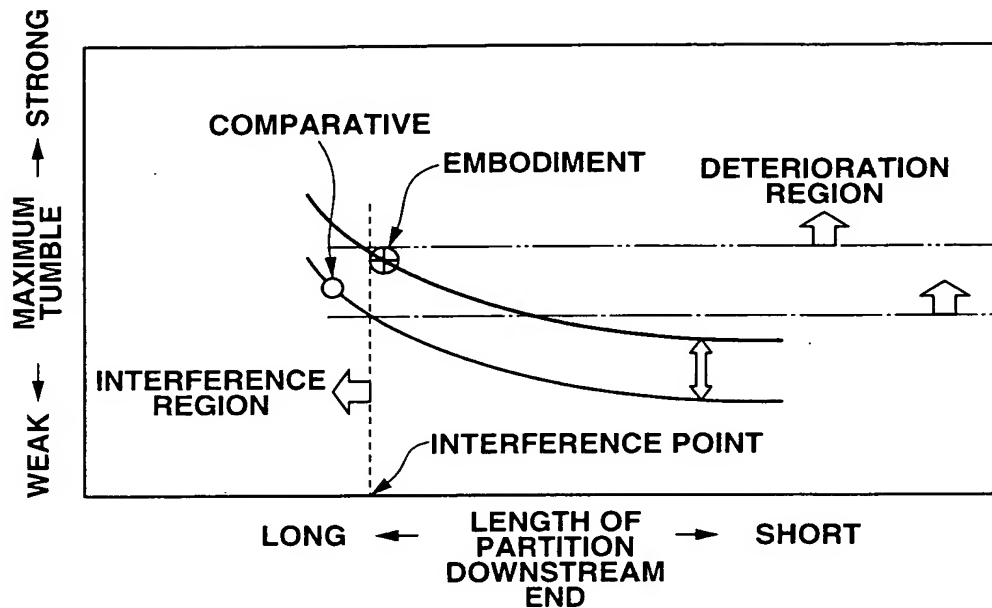 STRONG
MAXIMUM
TUMBLE
WEAK
COMPARATIVE
EMBODIMENT
DETERIORATION
REGION
INTERFERENCE
REGION
INTERFERENCE POINT
LONG
LENGTH OF
PARTITION
DOWNSTREAM
END
SHORT